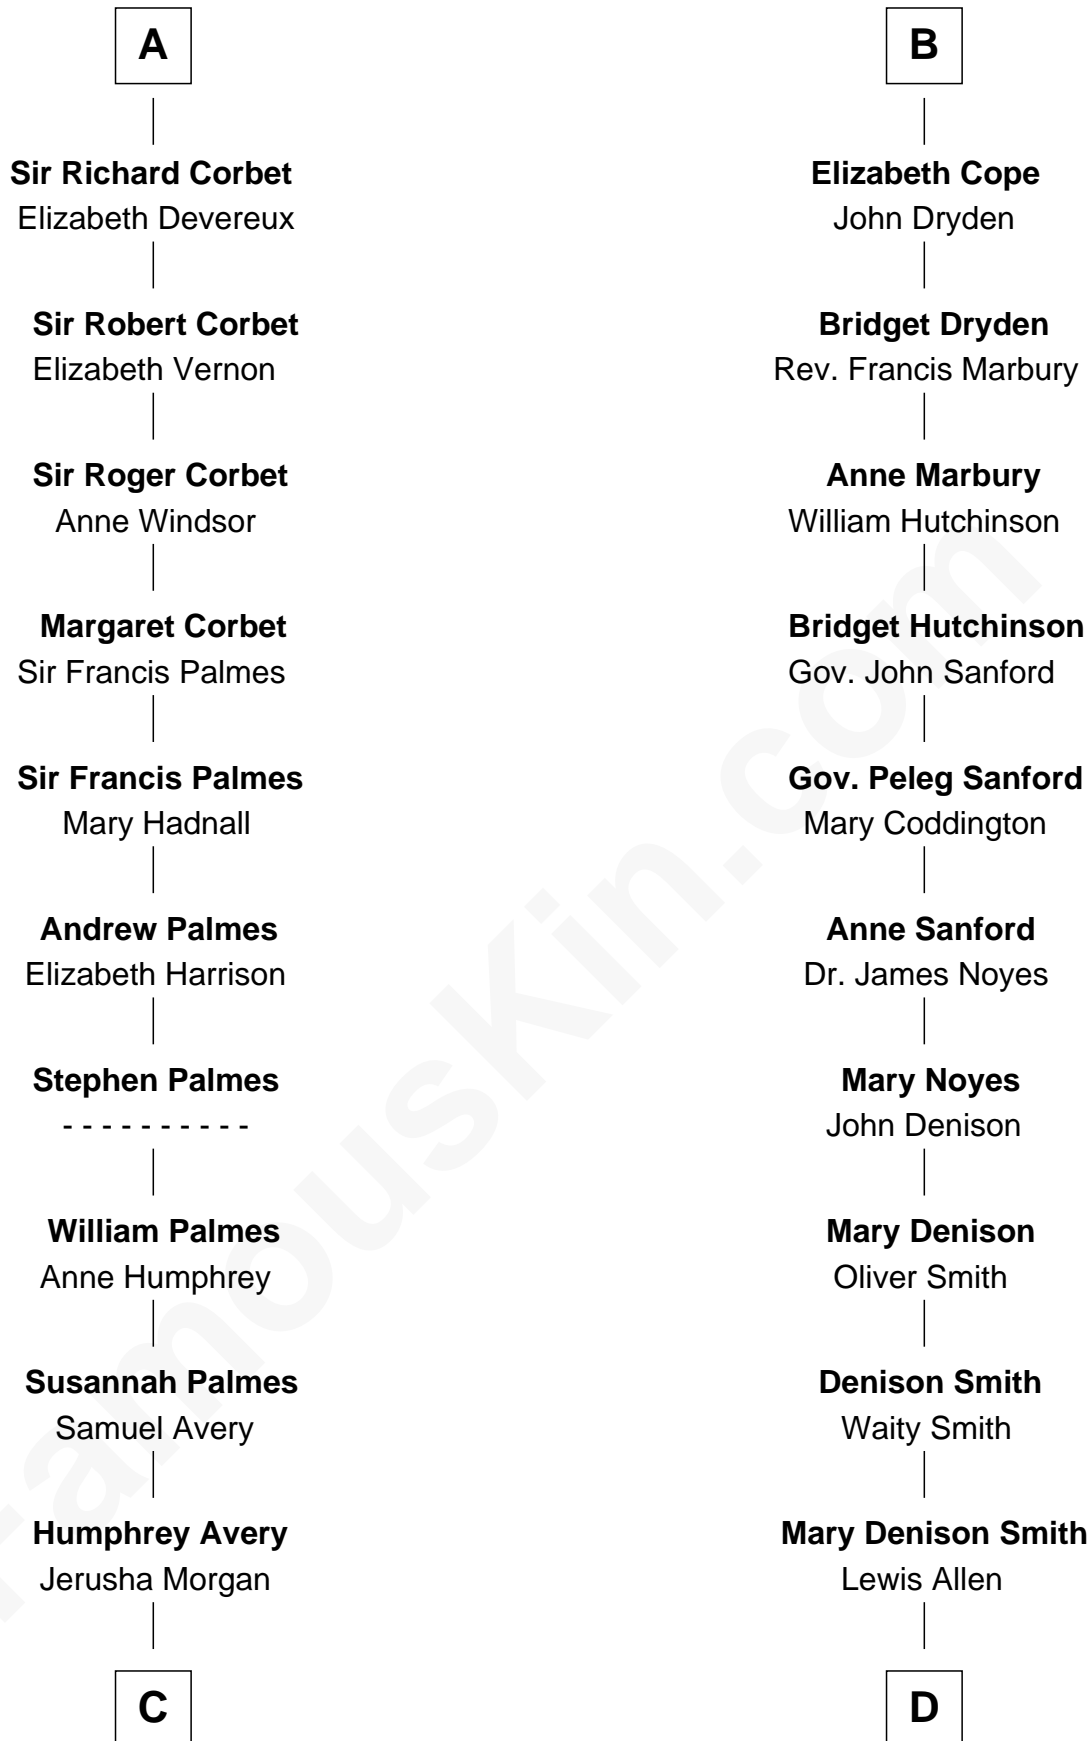 A
Sir Richard Corbet
Elizabeth Devereux
Sir Robert Corbet
Elizabeth Vernon
Sir Roger Corbet
Anne Windsor
Margaret Corbet
Sir Francis Palmes
Sir Francis Palmes
Mary Hadnall
Andrew Palmes
Elizabeth Harrison
Stephen Palmes
- - - - - - - - - -
William Palmes
Anne Humphrey
Susannah Palmes
Samuel Avery
Humphrey Avery
Jerusha Morgan
C
B
Elizabeth Cope
John Dryden
Bridget Dryden
Rev. Francis Marbury
Anne Marbury
William Hutchinson
Bridget Hutchinson
Gov. John Sanford
Gov. Peleg Sanford
Mary Coddington
Anne Sanford
Dr. James Noyes
Mary Noyes
John Denison
Mary Denison
Oliver Smith
Denison Smith
Waity Smith
Mary Denison Smith
Lewis Allen
D
FamousKin.com